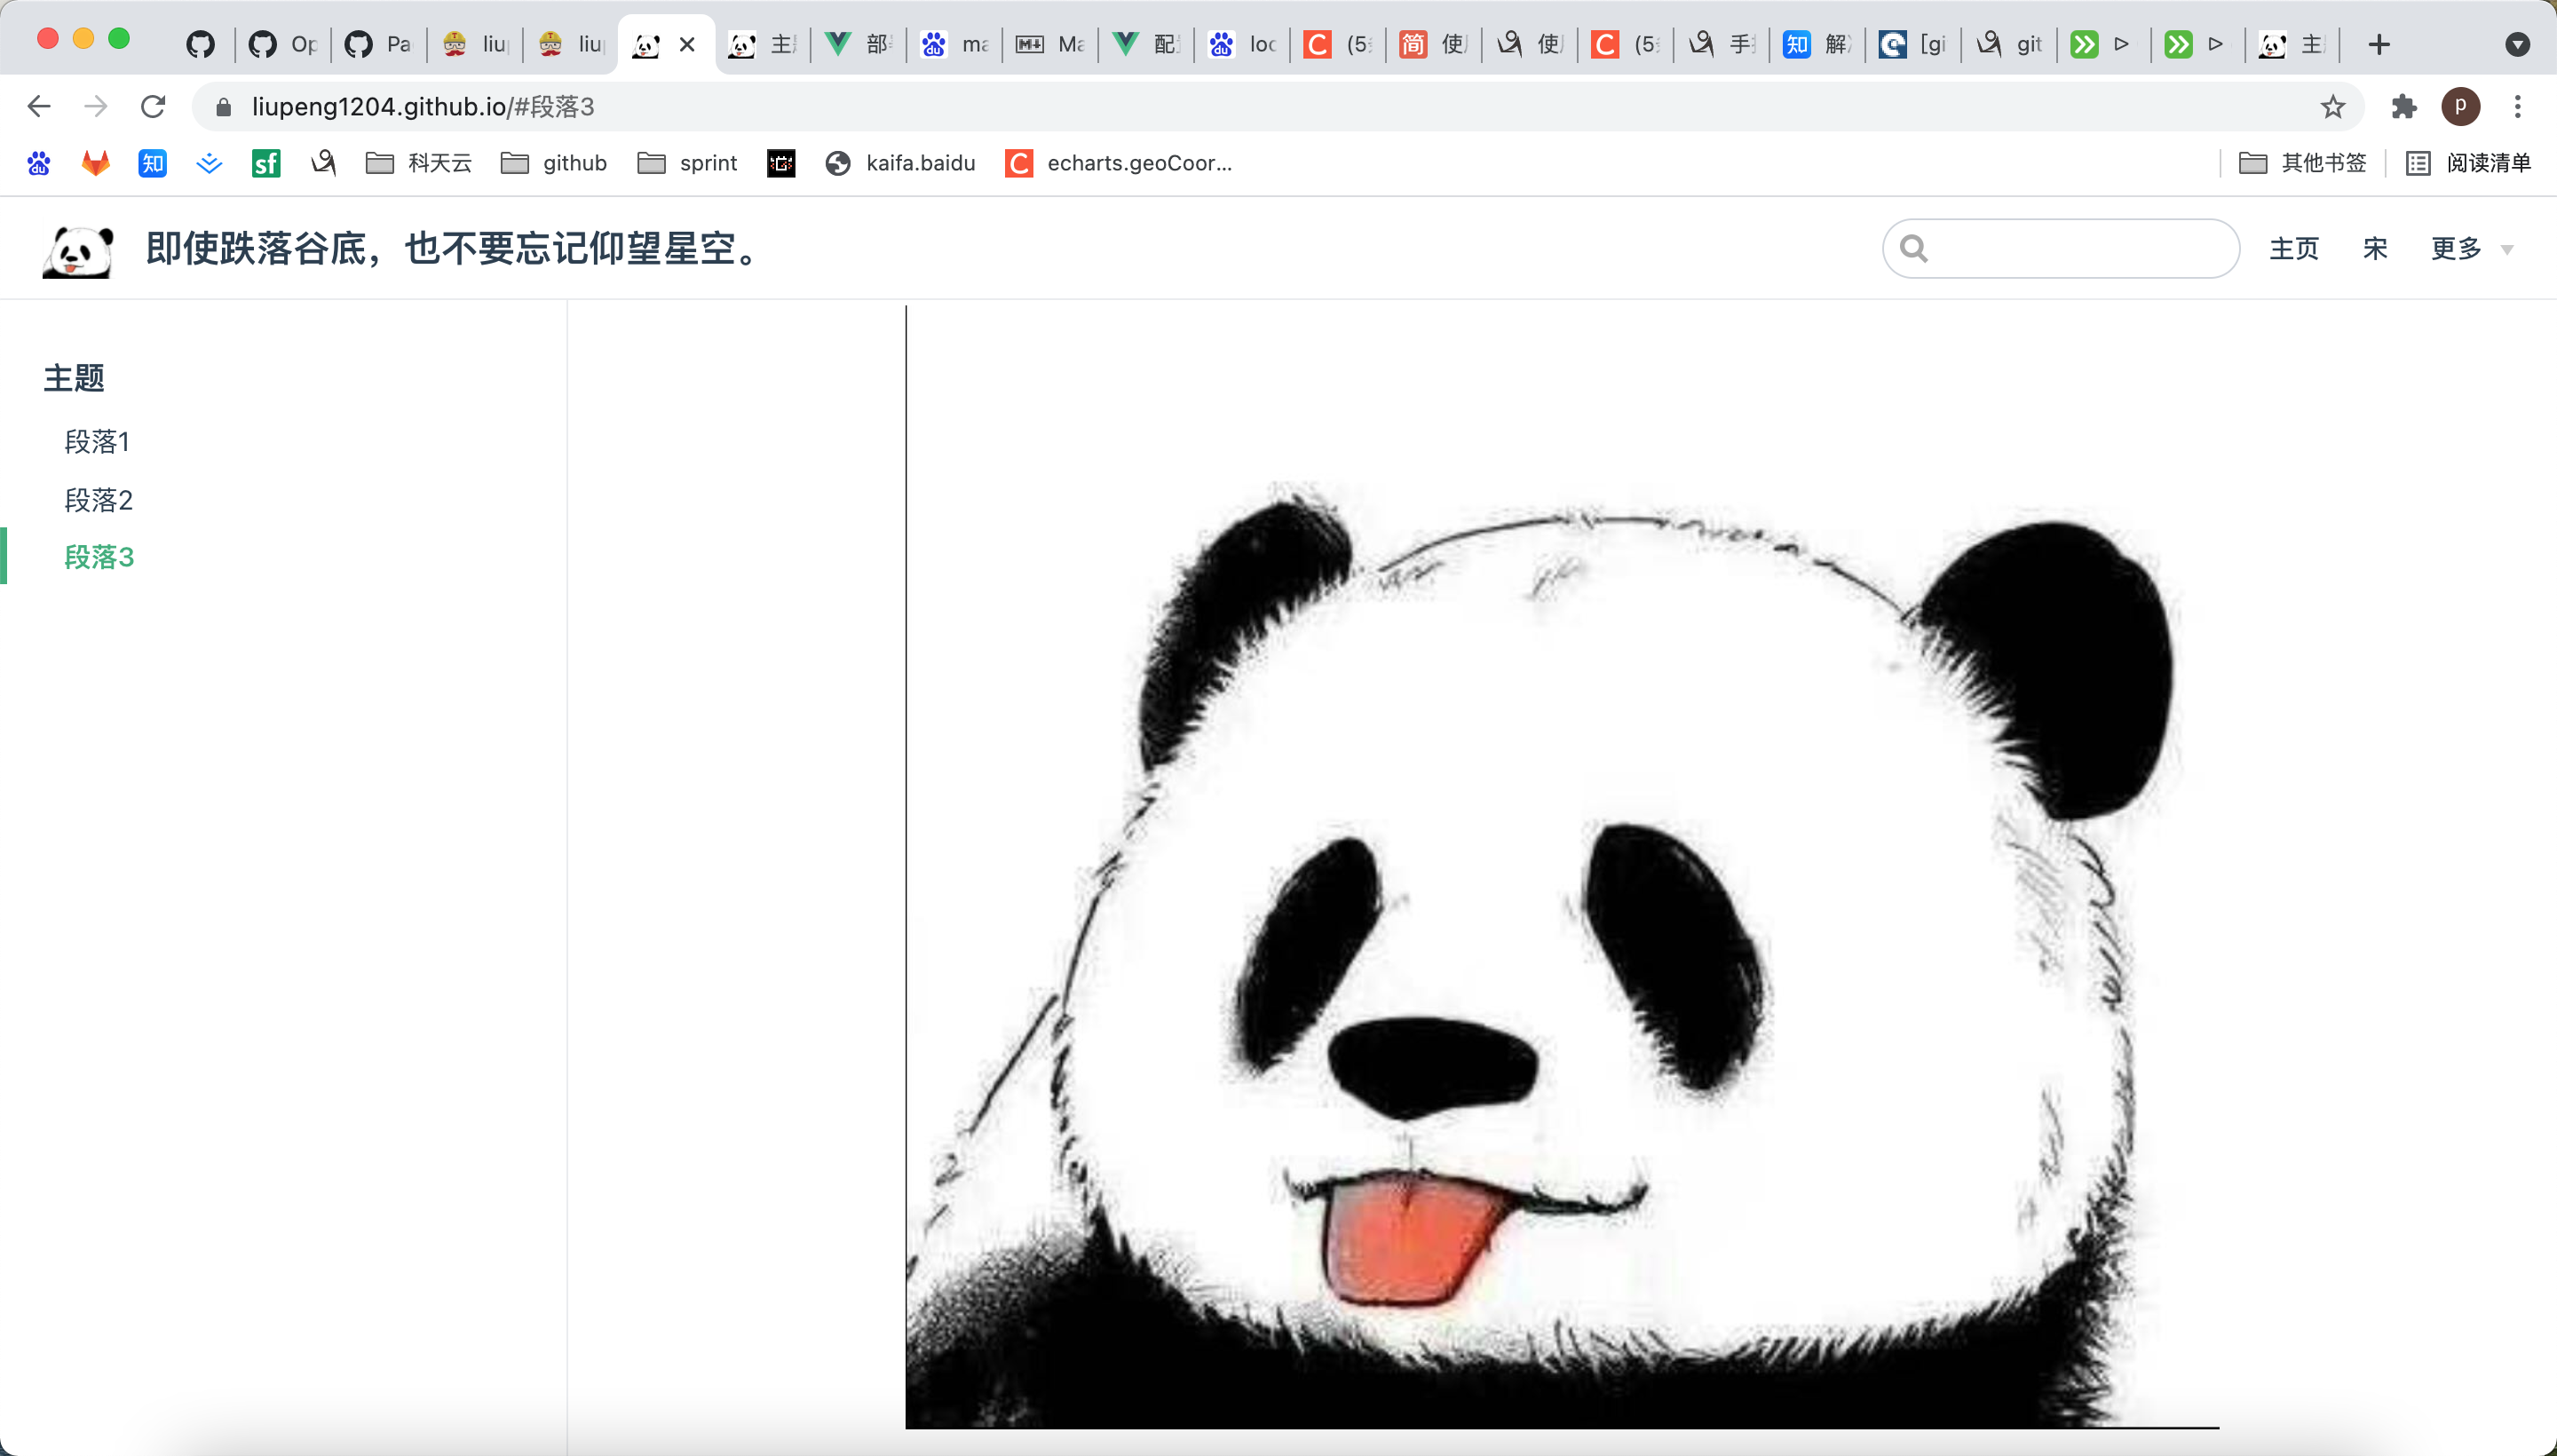 Op
Pa
liu
liu
主
部
ma
M↓ Ma
配
loc
C (5
简 使
使
C (5
手
知 解
[gi
git
主
liupeng1204.github.io/#段落3
p
du
知
sf
科天云
github
sprint
kaifa.baidu
C echarts.geoCoor...
其他书签
阅读清单
即使跌落谷底，也不要忘记仰望星空。
主页
宋
更多
主题
段落1
段落2
段落3